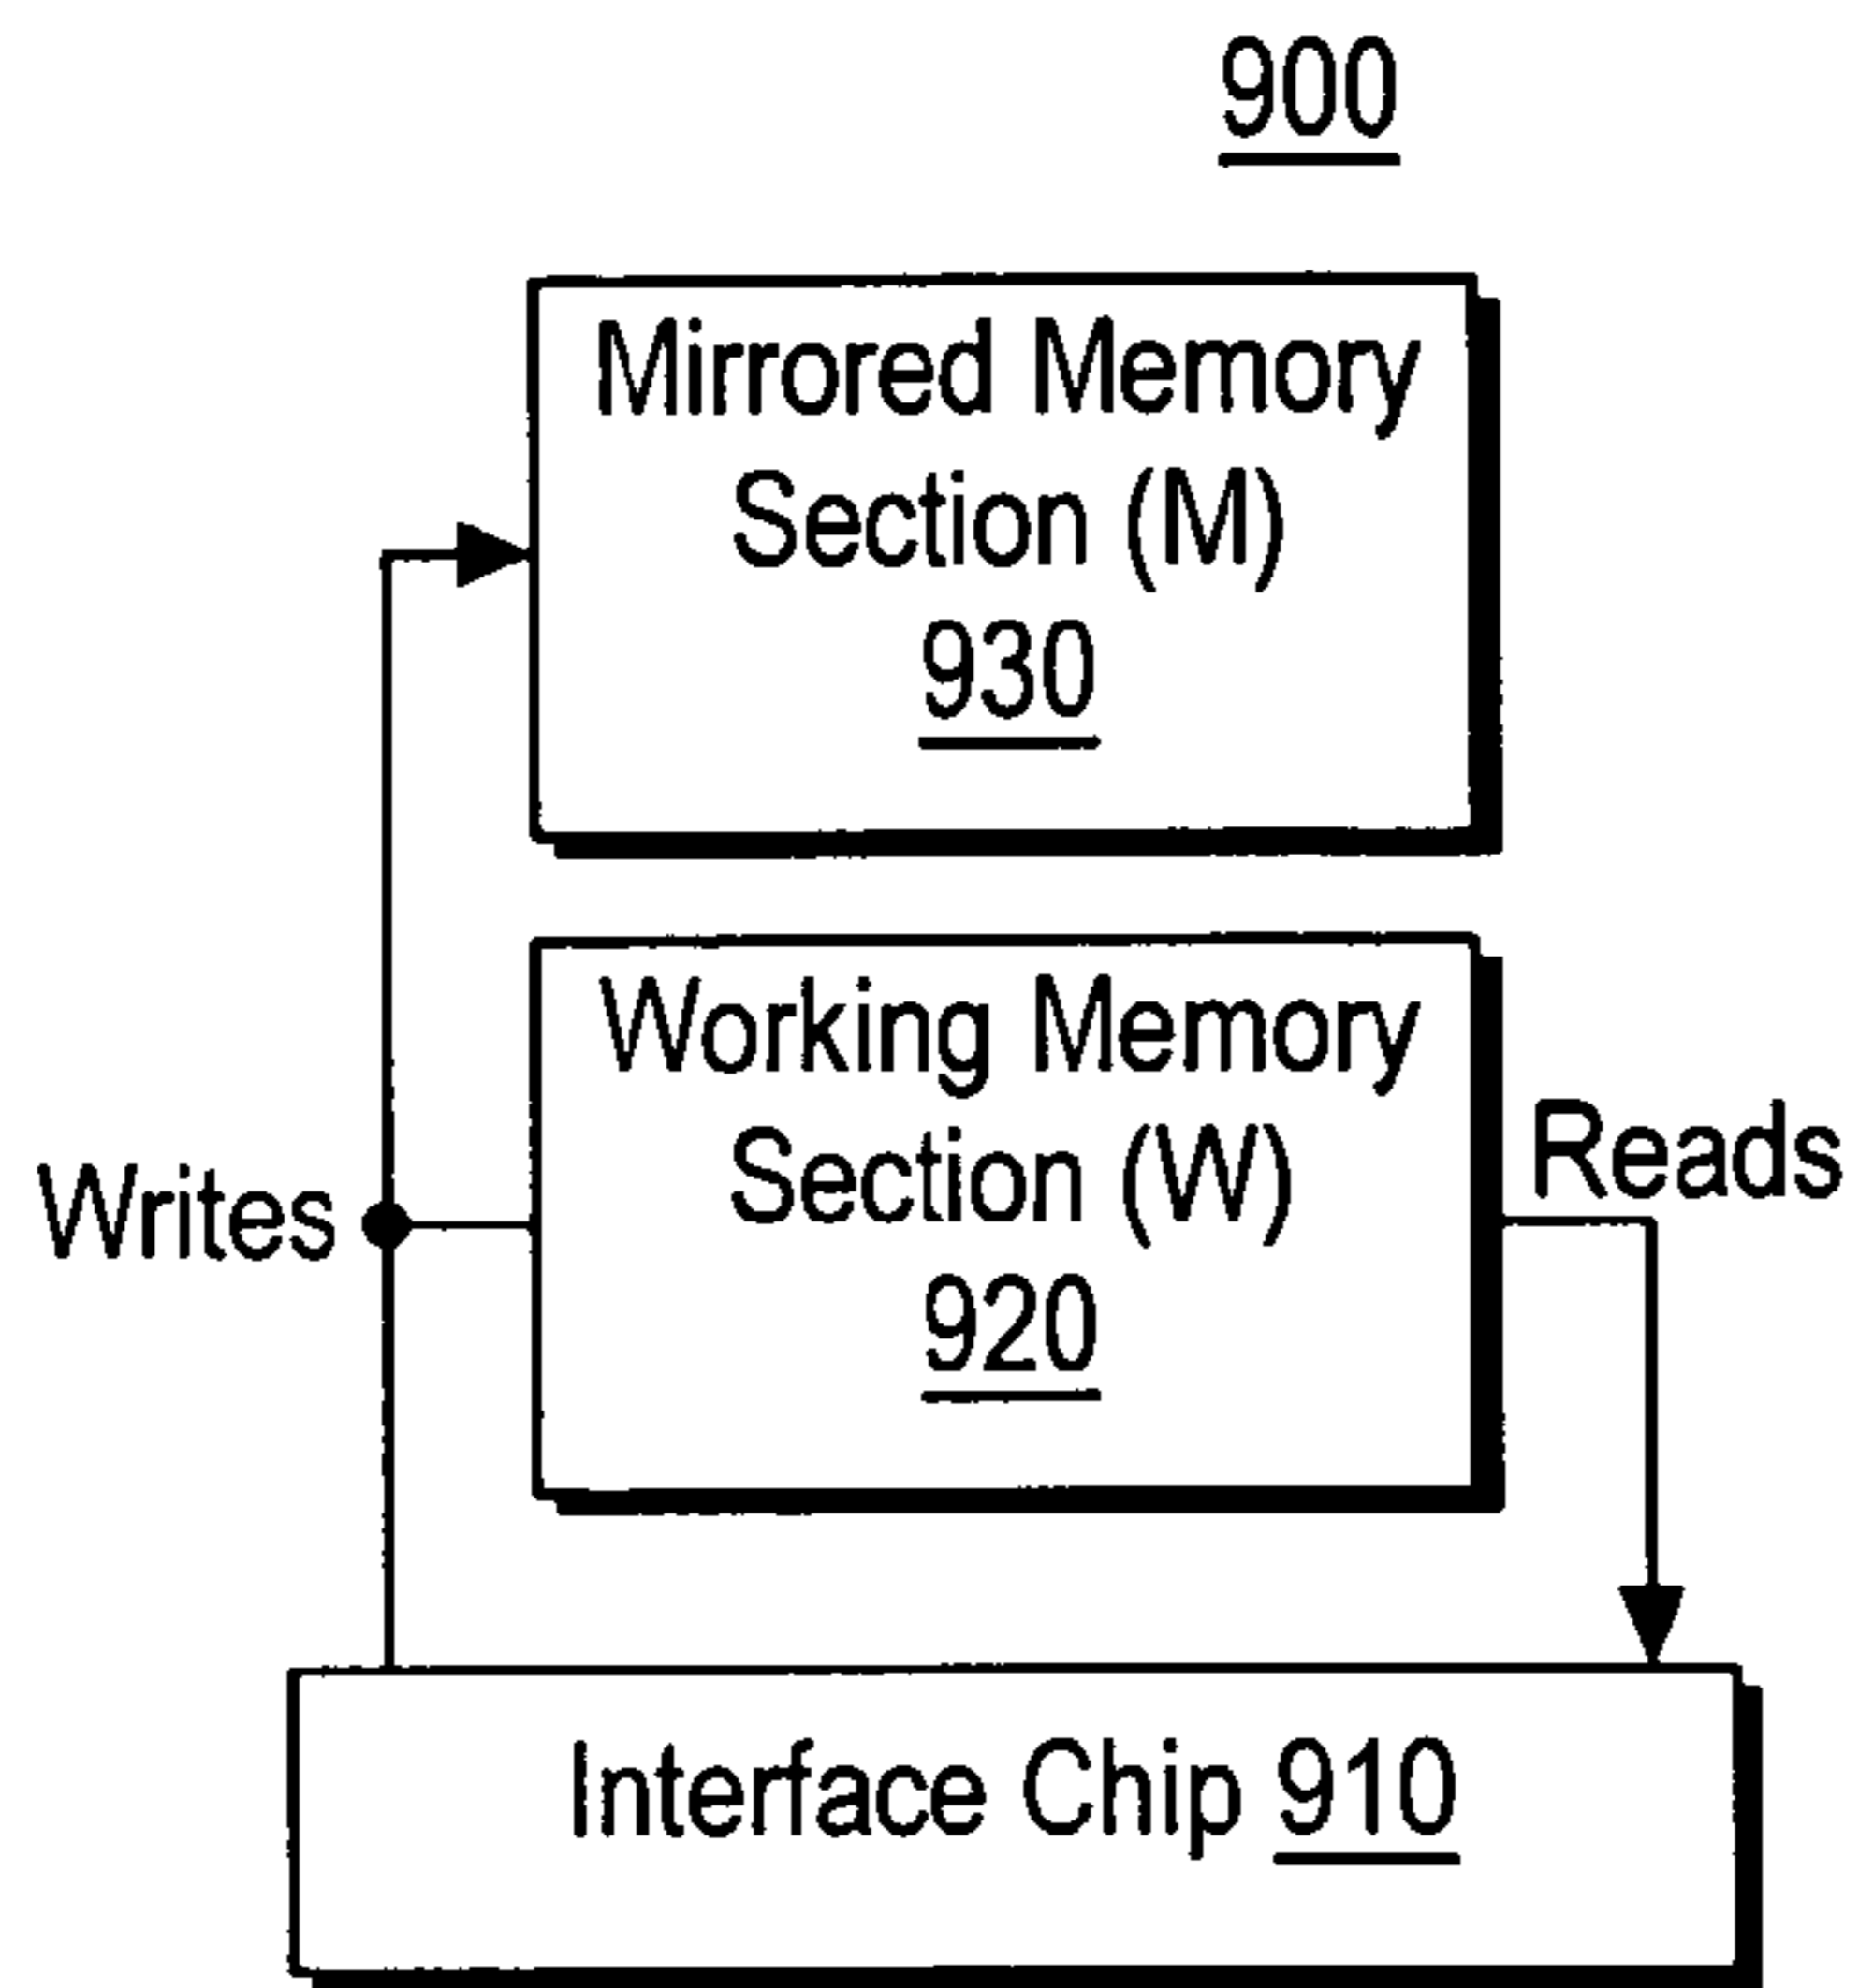 900
Mirrored Memory
Section (M)
930
Working Memory
Section (W)
920
Writes
Reads
Interface Chip 910